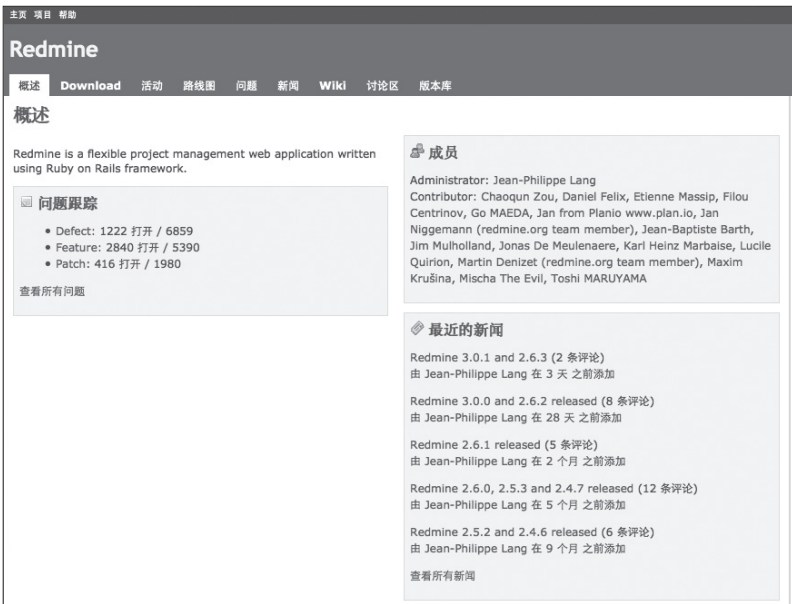 主页 项目 帮助
Redmine
概述 Download 活动 路线图 问题 新闻 Wiki 讨论区 版本库
概述
Redmine is a flexible project management web application written
using Ruby on Rails framework.
问题跟踪
• Defect: 1222 打开 / 6859
• Feature: 2840 打开 / 5390
• Patch: 416 打开 / 1980
查看所有问题
成员
Administrator: Jean-Philippe Lang
Contributor: Chaoqun Zou, Daniel Felix, Etienne Massip, Filou
Centrinov, Go MAEDA, Jan from Planio www.plan.io, Jan
Niggemann (redmine.org team member), Jean-Baptiste Barth,
Jim Mulholland, Jonas De Meulenaere, Karl Heinz Marbaise, Lucile
Quirion, Martin Denizet (redmine.org team member), Maxim
Krušina, Mischa The Evil, Toshi MARUYAMA
最近的新闻
Redmine 3.0.1 and 2.6.3 (2 条评论)
由 Jean-Philippe Lang 在 3 天 之前添加
Redmine 3.0.0 and 2.6.2 released (8 条评论)
由 Jean-Philippe Lang 在 28 天 之前添加
Redmine 2.6.1 released (5 条评论)
由 Jean-Philippe Lang 在 2 个月 之前添加
Redmine 2.6.0, 2.5.3 and 2.4.7 released (12 条评论)
由 Jean-Philippe Lang 在 5 个月 之前添加
Redmine 2.5.2 and 2.4.6 released (6 条评论)
由 Jean-Philippe Lang 在 9 个月 之前添加
查看所有新闻